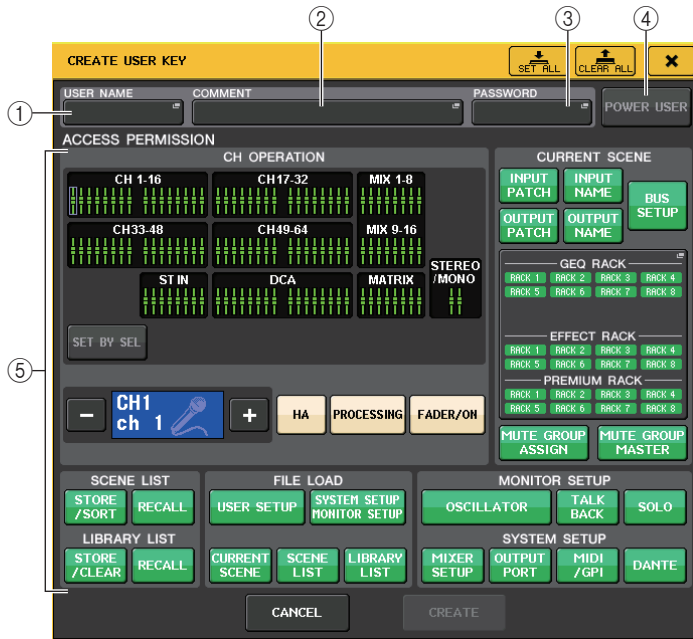 ① ② ③ ④
CREATE USER KEY
SET ALL
CLEAR ALL
USER NAME
COMMENT
PASSWORD
POWER USER
ACCESS PERMISSION
⑤
CH OPERATION
CH 1-16
CH17-32
MIX 1-8
CH33-48
CH49-64
MIX 9-16
ST IN
DCA
MATRIX
STEREO
/MONO
SET BY SEL
−
CH1
ch 1
+
HA
PROCESSING
FADER/ON
CURRENT SCENE
INPUT
PATCH
INPUT
NAME
BUS
SETUP
OUTPUT
PATCH
OUTPUT
NAME
GEQ RACK
RACK 1 RACK 2 RACK 3 RACK 4
RACK 5 RACK 6 RACK 7 RACK 8
EFFECT RACK
RACK 1 RACK 2 RACK 3 RACK 4
RACK 5 RACK 6 RACK 7 RACK 8
PREMIUM RACK
RACK 1 RACK 2 RACK 3 RACK 4
RACK 5 RACK 6 RACK 7 RACK 8
MUTE GROUP
ASSIGN
MUTE GROUP
MASTER
SCENE LIST
STORE
/SORT
RECALL
LIBRARY LIST
STORE
/CLEAR
RECALL
FILE LOAD
USER SETUP
SYSTEM SETUP
MONITOR SETUP
CURRENT
SCENE
SCENE
LIST
LIBRARY
LIST
MONITOR SETUP
OSCILLATOR
TALK
BACK
SOLO
SYSTEM SETUP
MIXER
SETUP
OUTPUT
PORT
MIDI
/GPI
DANTE
CANCEL
CREATE